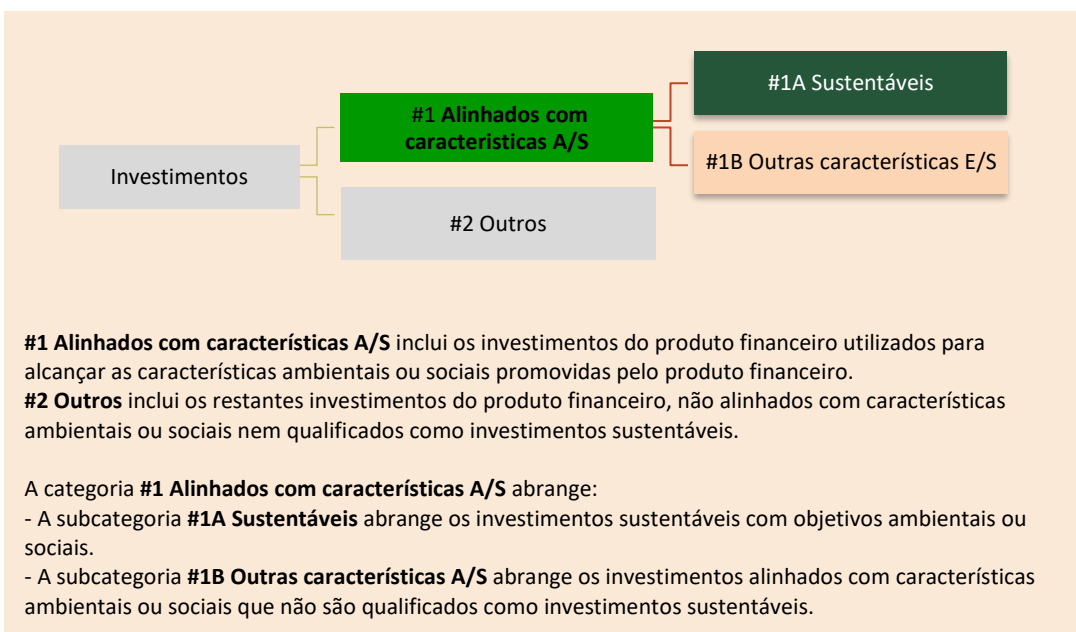 #1A Sustentáveis
#1 Alinhados com
caracteristicas A/S
#1B Outras características E/S
Investimentos
#2 Outros
#1 Alinhados com características A/S inclui os investimentos do produto financeiro utilizados para
alcançar as características ambientais ou sociais promovidas pelo produto financeiro.
#2 Outros inclui os restantes investimentos do produto financeiro, não alinhados com características
ambientais ou sociais nem qualificados como investimentos sustentáveis.
A categoria #1 Alinhados com características A/S abrange:
- A subcategoria #1A Sustentáveis abrange os investimentos sustentáveis com objetivos ambientais ou
sociais.
- A subcategoria #1B Outras características A/S abrange os investimentos alinhados com características
ambientais ou sociais que não são qualificados como investimentos sustentáveis.